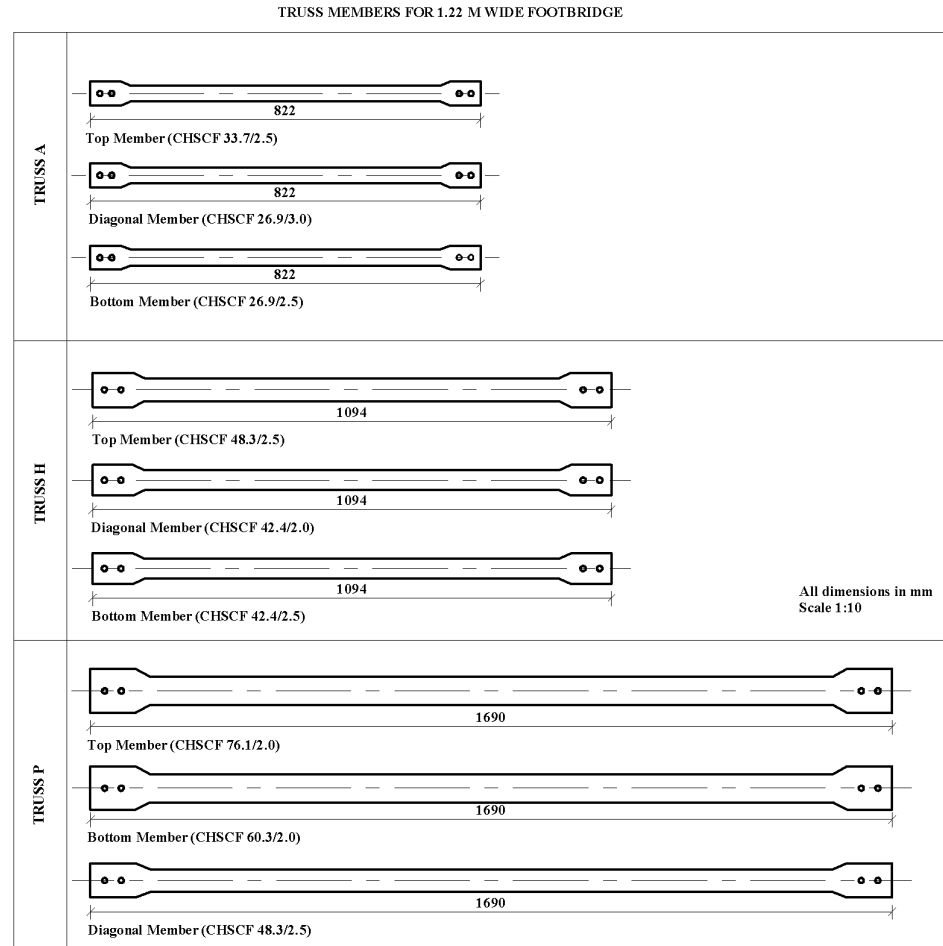 TRUSS MEMBERS FOR 1.22 M WIDE FOOTBRIDGE
TRUSS A
822
Top Member (CHSCF 33.7/2.5)
822
Diagonal Member (CHSCF 26.9/3.0)
822
Bottom Member (CHSCF 26.9/2.5)
TRUSS H
1094
Top Member (CHSCF 48.3/2.5)
1094
Diagonal Member (CHSCF 42.4/2.0)
1094
Bottom Member (CHSCF 42.4/2.5)
All dimensions in mm
Scale 1:10
TRUSS P
1690
Top Member (CHSCF 76.1/2.0)
1690
Bottom Member (CHSCF 60.3/2.0)
1690
Diagonal Member (CHSCF 48.3/2.5)